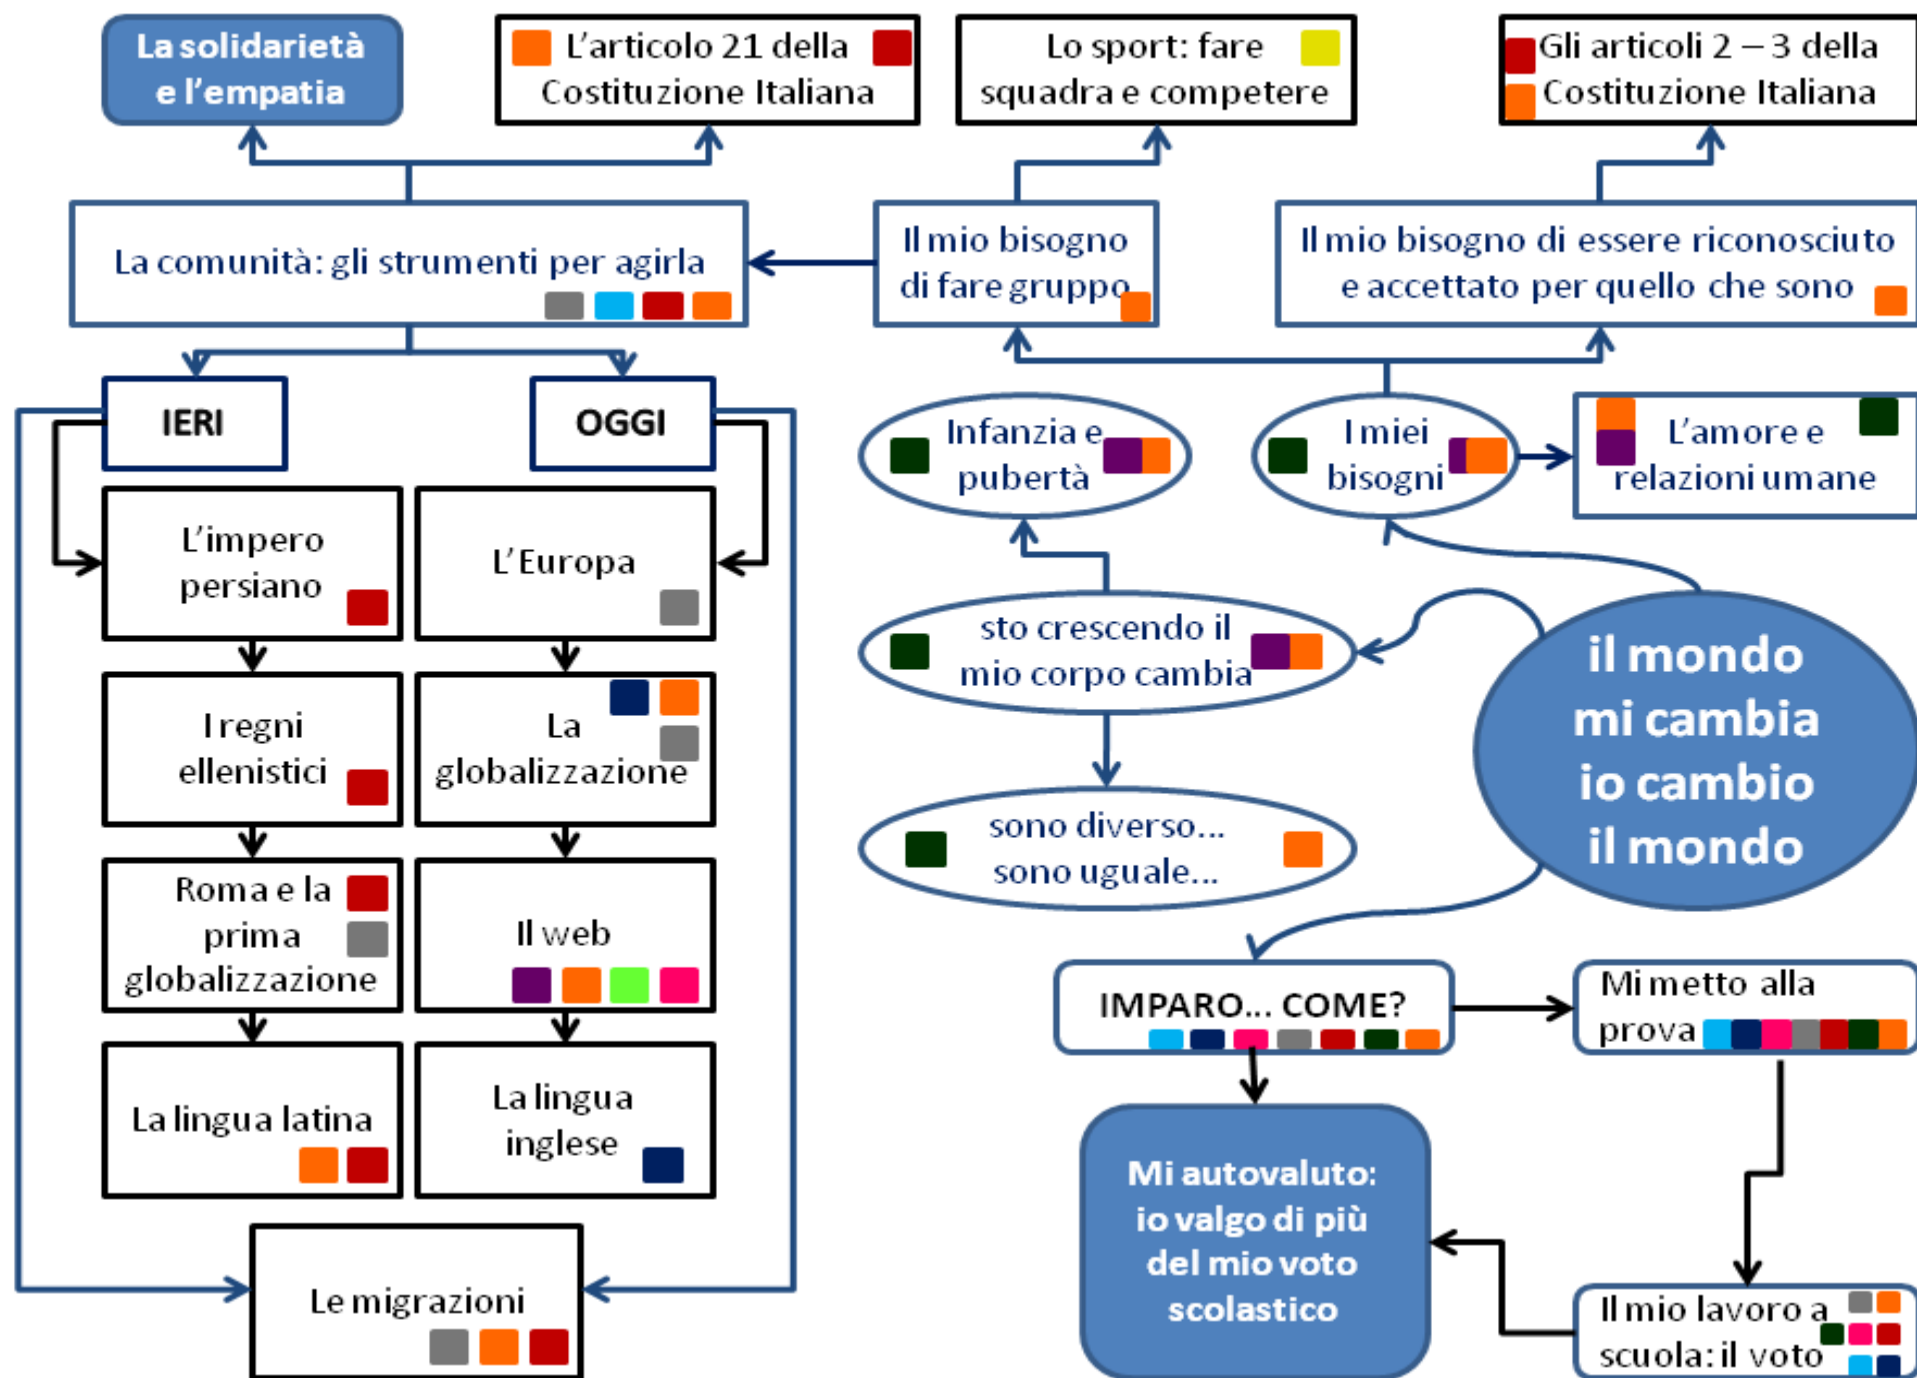 La solidarietà
e l'empatia
L'articolo 21 della
Costituzione Italiana
Lo sport: fare
squadra e competere
Gli articoli 2 – 3 della
Costituzione Italiana
La comunità: gli strumenti per agirla
Il mio bisogno
di fare gruppo
Il mio bisogno di essere riconosciuto
e accettato per quello che sono
IERI
OGGI
Infanzia e
pubertà
I miei
bisogni
L'amore e
relazioni umane
L'impero
persiano
L'Europa
sto crescendo il
mio corpo cambia
il mondo
mi cambia
io cambio
il mondo
I regni
ellenistici
La
globalizzazione
sono diverso...
sono uguale...
Roma e la
prima
globalizzazione
Il web
IMPARO... COME?
Mi metto alla
prova
La lingua latina
La lingua
inglese
Mi autovaluto:
io valgo di più
del mio voto
scolastico
Le migrazioni
Il mio lavoro a
scuola: il voto